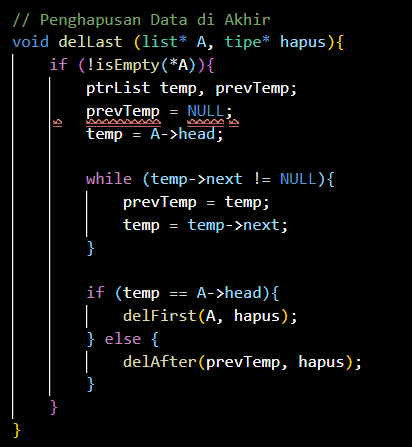 // Penghapusan Data di Akhir
void delLast (list* A, tipe* hapus){
    if (!isEmpty(*A)){
        ptrList temp, prevTemp;
        prevTemp = NULL;
        temp = A->head;

        while (temp->next != NULL){
            prevTemp = temp;
            temp = temp->next;
        }

        if (temp == A->head){
            delFirst(A, hapus);
        } else {
            delAfter(prevTemp, hapus);
        }
    }
}